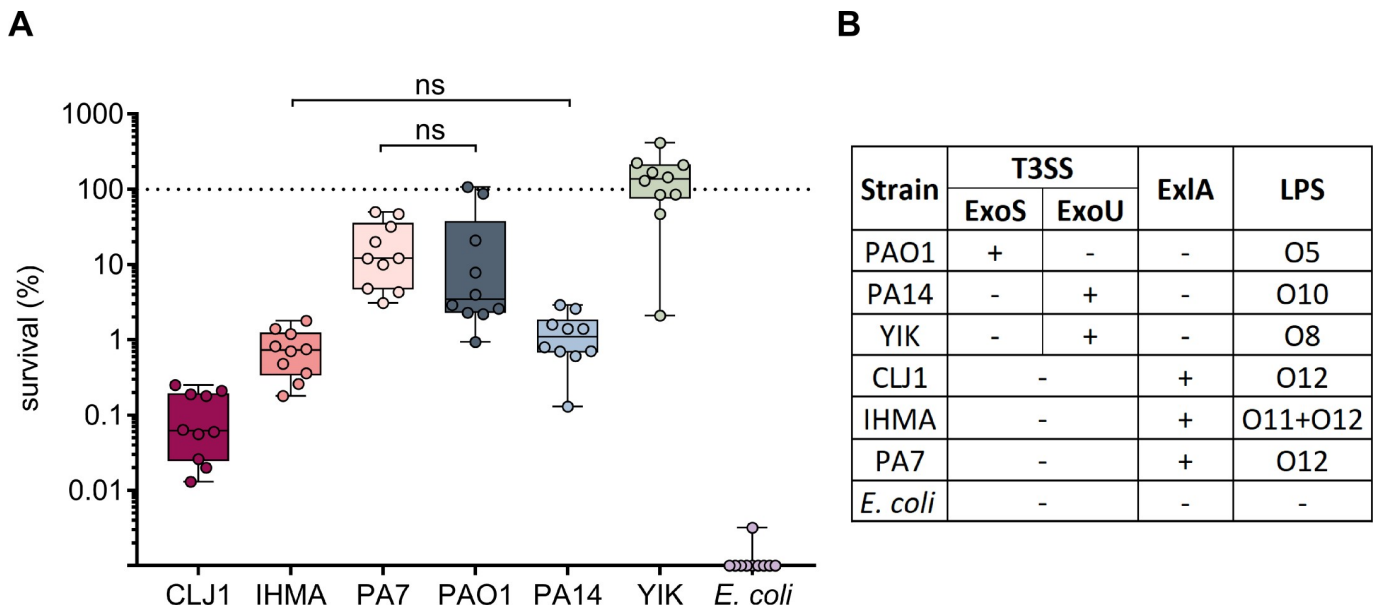 A
B
ns
ns
1000
100
10
1
0.1
0.01
survival (%)
CLJ1 IHMA PA7 PAO1 PA14 YIK E. coli
Strain T3SS ExlA LPS
ExoS ExoU
PAO1 + - - O5
PA14 - + - O10
YIK - + - O8
CLJ1 - + O12
IHMA - + O11+O12
PA7 - + O12
E. coli - - -